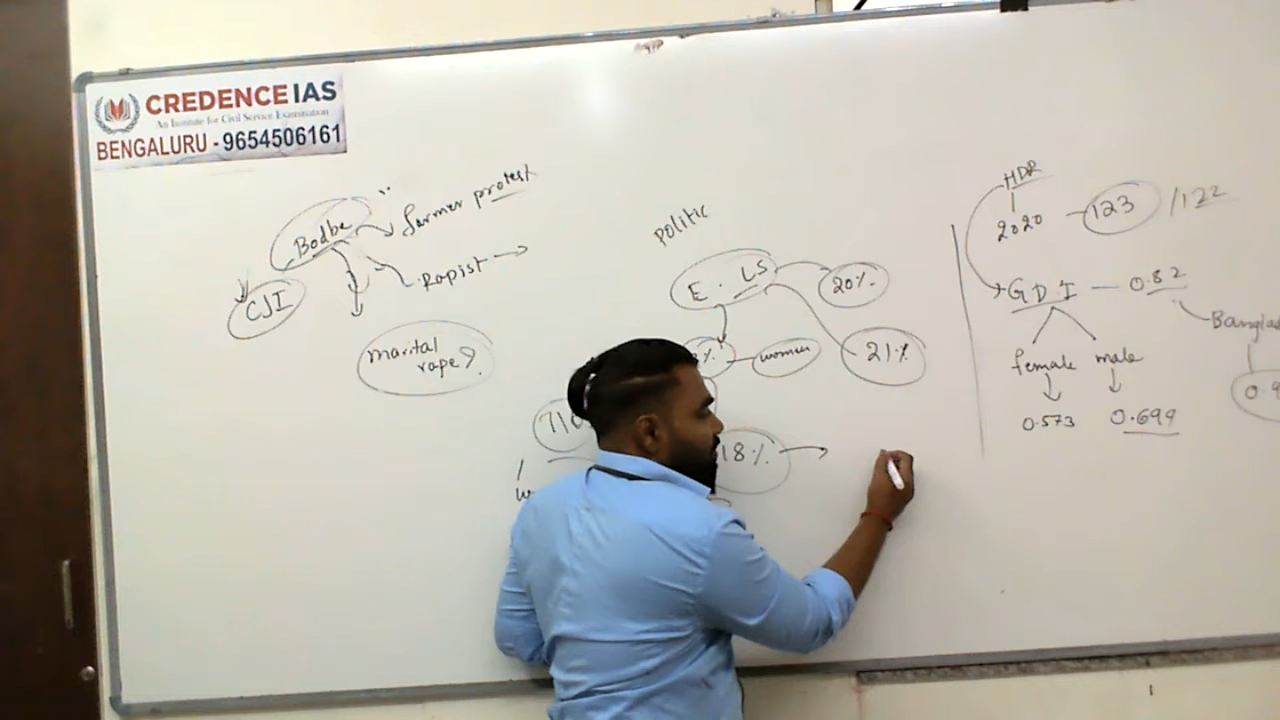 CREDENCE IAS
An Institute for Civil Service Examination
BENGALURU - 9654506161
Bodbe
farmer protest
Rapist
CJI
marital
rape?
Politic
E. LS
20%
women
21%
18%
HDR
2020 - 123 / 122
GDI - 0.82
female male
0.573 0.699